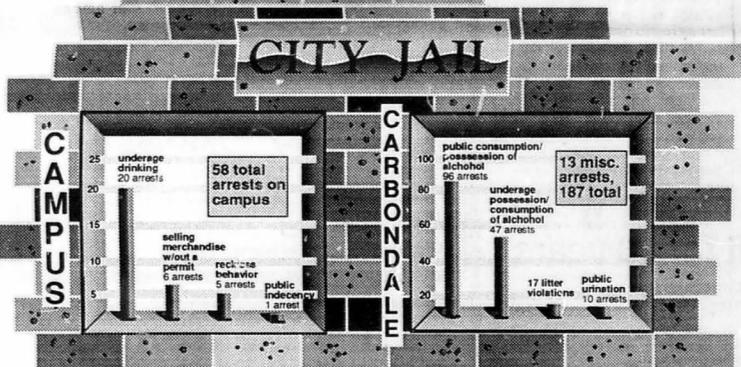 CITY JAIL
CAMPUS
25
20
15
10
5
underage
drinking
20 arrests
58 total
arrests on
campus
selling
merchandise
w/out a
permit
6 arrests
reckless
behavior
5 arrests
public
indecency
1 arrest
CARBONDALE
100
80
60
40
20
public consumption/
possession of
alchohol
96 arrests
13 misc.
arrests,
187 total
underage
possession/
consumption
of alchohol
47 arrests
17 litter
violations
public
urination
10 arrests